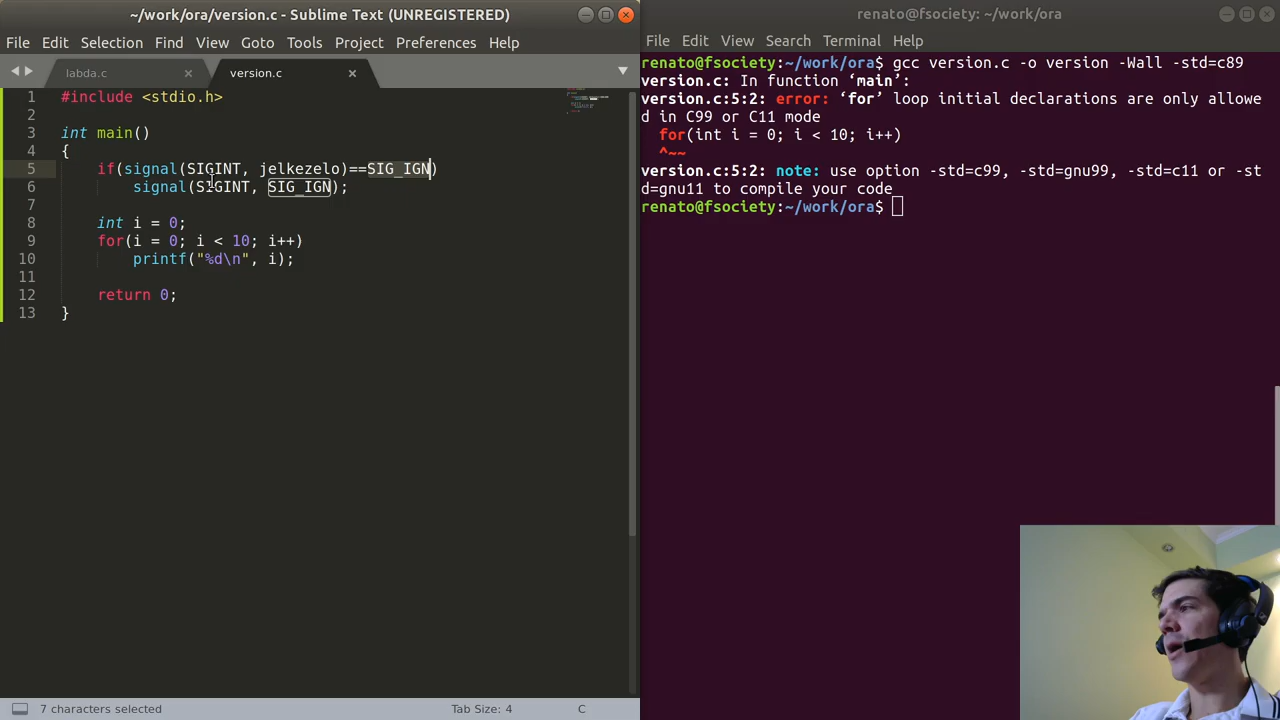 ~/work/ora/version.c - Sublime Text (UNREGISTERED)
File Edit Selection Find View Goto Tools Project Preferences Help
labda.c
version.c
1 #include <stdio.h>
2
3 int main()
4 {
5 if(signal(SIGINT, jelkezelo)==SIG_IGN)
6 signal(SIGINT, SIG_IGN);
7
8 int i = 0;
9 for(i = 0; i < 10; i++)
10 printf("%d\n", i);
11
12 return 0;
13 }
7 characters selected
Tab Size: 4
C
renato@fsociety: ~/work/ora
File Edit View Search Terminal Help
renato@fsociety:~/work/ora$ gcc version.c -o version -Wall -std=c89
version.c: In function ‘main’:
version.c:5:2: error: ‘for’ loop initial declarations are only allowe
d in C99 or C11 mode
for(int i = 0; i < 10; i++)
^~~
version.c:5:2: note: use option -std=c99, -std=gnu99, -std=c11 or -st
d=gnu11 to compile your code
renato@fsociety:~/work/ora$